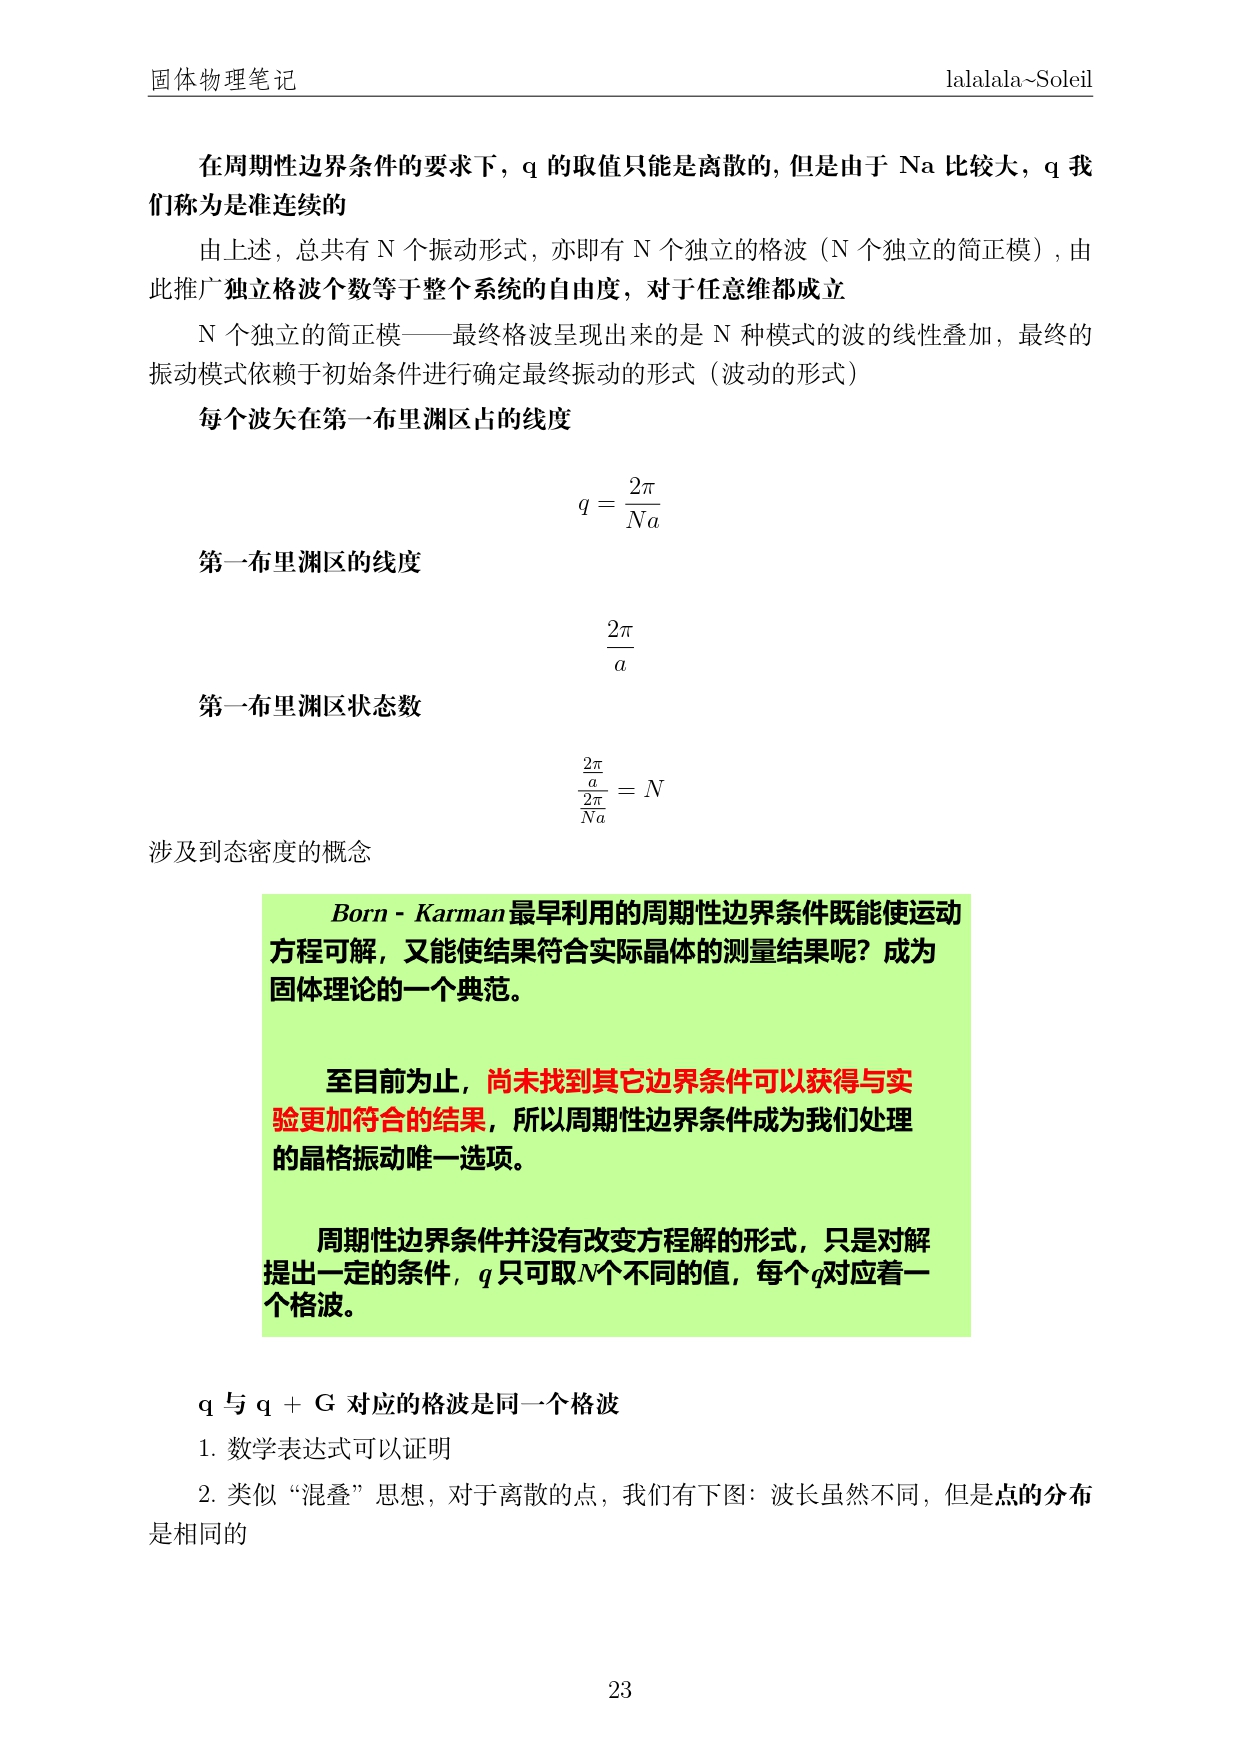 固体物理笔记
lalalala~Soleil
在周期性边界条件的要求下，q 的取值只能是离散的, 但是由于 Na 比较大，q 我
们称为是准连续的
由上述，总共有 N 个振动形式，亦即有 N 个独立的格波（N 个独立的简正模）, 由
此推广独立格波个数等于整个系统的自由度，对于任意维都成立
N 个独立的简正模——最终格波呈现出来的是 N 种模式的波的线性叠加，最终的
振动模式依赖于初始条件进行确定最终振动的形式（波动的形式）
每个波矢在第一布里渊区占的线度
q = \frac{2π}{Na}
第一布里渊区的线度
\frac{2π}{a}
第一布里渊区状态数
\frac{\frac{2π}{a}}{\frac{2π}{Na}} = N
涉及到态密度的概念
Born - Karman最早利用的周期性边界条件既能使运动
方程可解，又能使结果符合实际晶体的测量结果呢？成为
固体理论的一个典范。
至目前为止，尚未找到其它边界条件可以获得与实
验更加符合的结果，所以周期性边界条件成为我们处理
的晶格振动唯一选项。
周期性边界条件并没有改变方程解的形式，只是对解
提出一定的条件，q 只可取N个不同的值，每个q对应着一
个格波。
q 与 q + G 对应的格波是同一个格波
1. 数学表达式可以证明
2. 类似“混叠”思想，对于离散的点，我们有下图：波长虽然不同，但是点的分布
是相同的
23